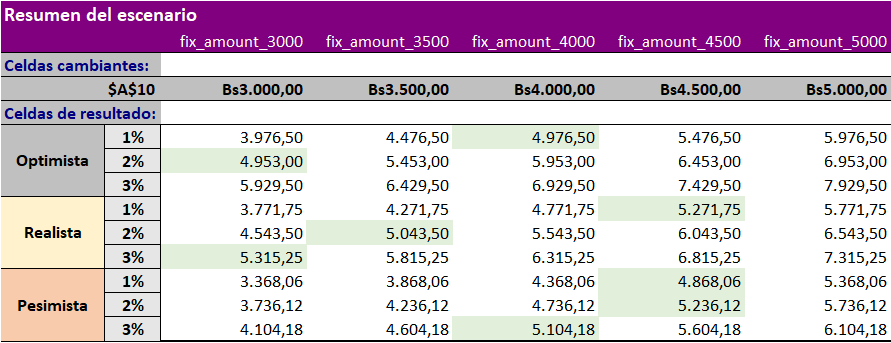 Resumen del escenario
fix_amount_3000 fix_amount_3500 fix_amount_4000 fix_amount_4500 fix_amount_5000
Celdas cambiantes:
$A$10 Bs3.000,00 Bs3.500,00 Bs4.000,00 Bs4.500,00 Bs5.000,00
Celdas de resultado:
1% 3.976,50 4.476,50 4.976,50 5.476,50 5.976,50
Optimista 2% 4.953,00 5.453,00 5.953,00 6.453,00 6.953,00
3% 5.929,50 6.429,50 6.929,50 7.429,50 7.929,50
1% 3.771,75 4.271,75 4.771,75 5.271,75 5.771,75
Realista 2% 4.543,50 5.043,50 5.543,50 6.043,50 6.543,50
3% 5.315,25 5.815,25 6.315,25 6.815,25 7.315,25
1% 3.368,06 3.868,06 4.368,06 4.868,06 5.368,06
Pesimista 2% 3.736,12 4.236,12 4.736,12 5.236,12 5.736,12
3% 4.104,18 4.604,18 5.104,18 5.604,18 6.104,18